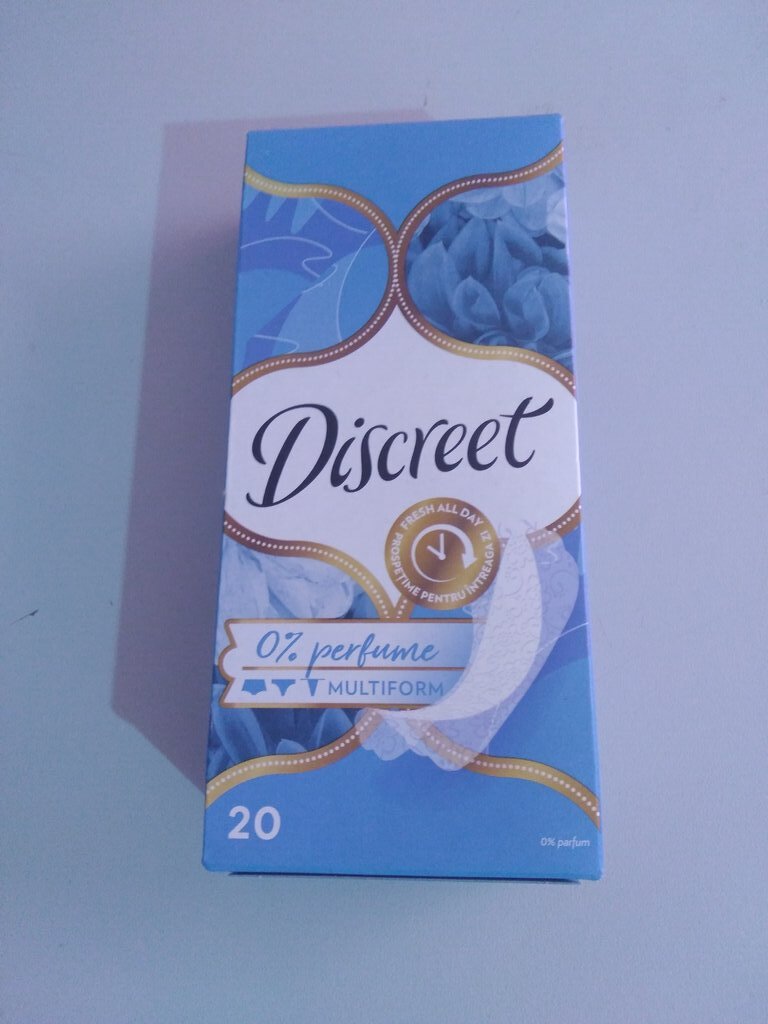 Discreet
FRESH ALL DAY
PROSPEȚIME PENTRU ÎNTREAGA ZI
0% perfume
MULTIFORM
20
0% parfum